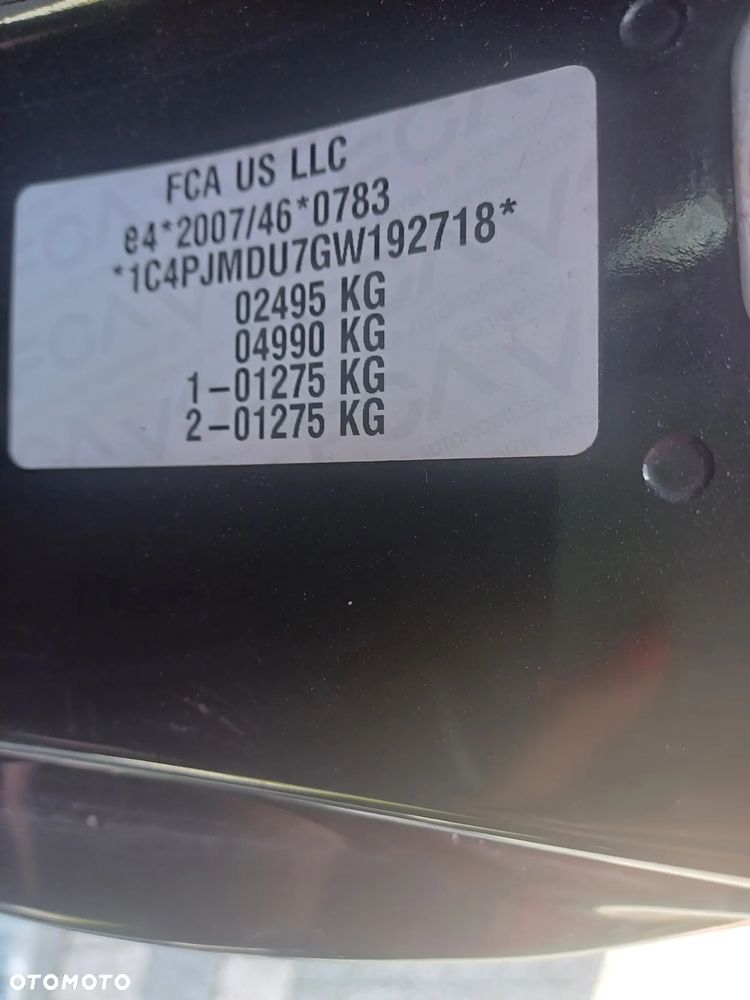 FCA US LLC
e4*2007/46*0783
*1C4PJMDU7GW192718*
02495 KG
04990 KG
1-01275 KG
2-01275 KG
OTOMOTO